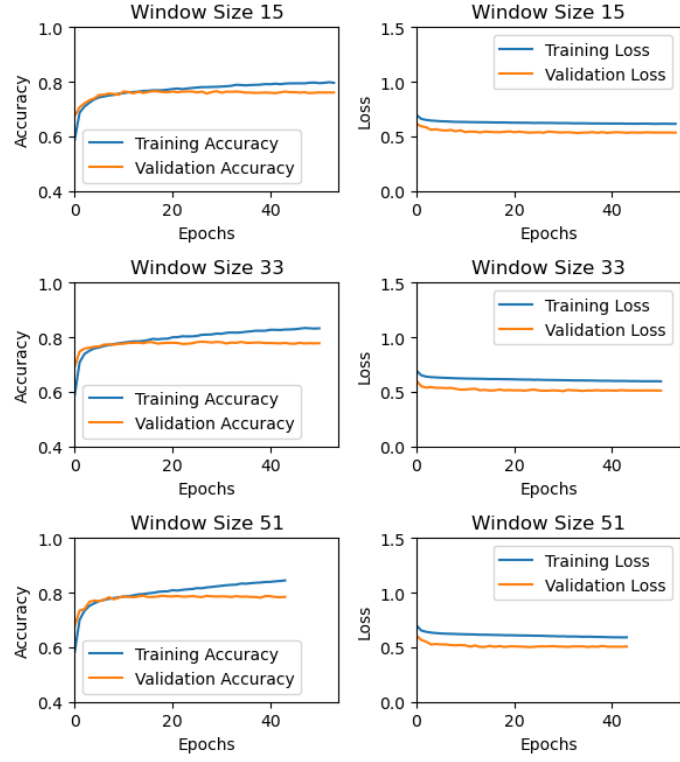 Window Size 15
1.0
0.8
0.6
0.4
Accuracy
Training Accuracy
Validation Accuracy
0
20
40
Epochs
Window Size 15
1.5
1.0
0.5
0.0
Loss
Training Loss
Validation Loss
0
20
40
Epochs
Window Size 33
1.0
0.8
0.6
0.4
Accuracy
Training Accuracy
Validation Accuracy
0
20
40
Epochs
Window Size 33
1.5
1.0
0.5
0.0
Loss
Training Loss
Validation Loss
0
20
40
Epochs
Window Size 51
1.0
0.8
0.6
0.4
Accuracy
Training Accuracy
Validation Accuracy
0
20
40
Epochs
Window Size 51
1.5
1.0
0.5
0.0
Loss
Training Loss
Validation Loss
0
20
40
Epochs